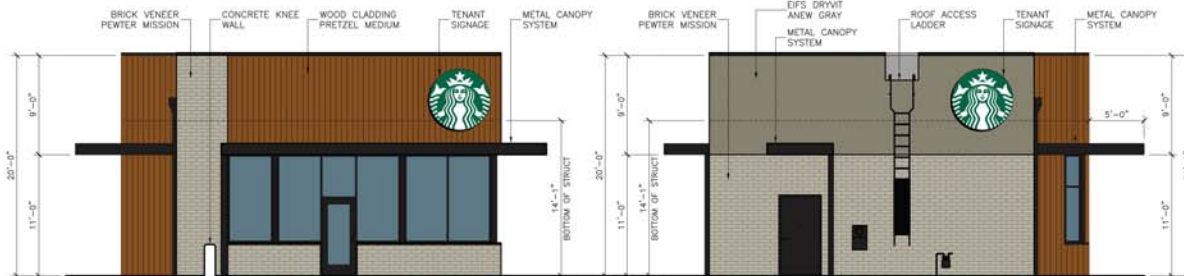 BRICK VENEER
PEWTER MISSION
CONCRETE KNEE
WALL
WOOD CLADDING
PRETZEL MEDIUM
TENANT
SIGNAGE
METAL CANOPY
SYSTEM
20'-0"
9'-0"
11'-0"
14'-1"
BOTTOM OF STRUCT
BRICK VENEER
PEWTER MISSION
EIFS DRYVIT
ANEW GRAY
METAL CANOPY
SYSTEM
ROOF ACCESS
LADDER
TENANT
SIGNAGE
METAL CANOPY
SYSTEM
20'-0"
9'-0"
11'-0"
14'-1"
BOTTOM OF STRUCT
5'-0"
9'-0"
11'-0"